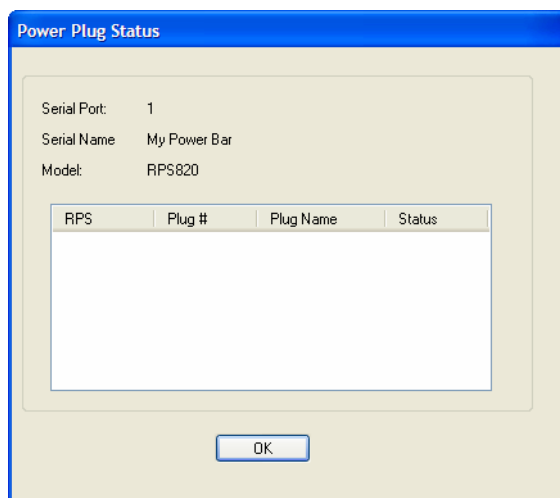 Power Plug Status
Serial Port: 1
Serial Name My Power Bar
Model: RPS820
RPS Plug # Plug Name Status
OK